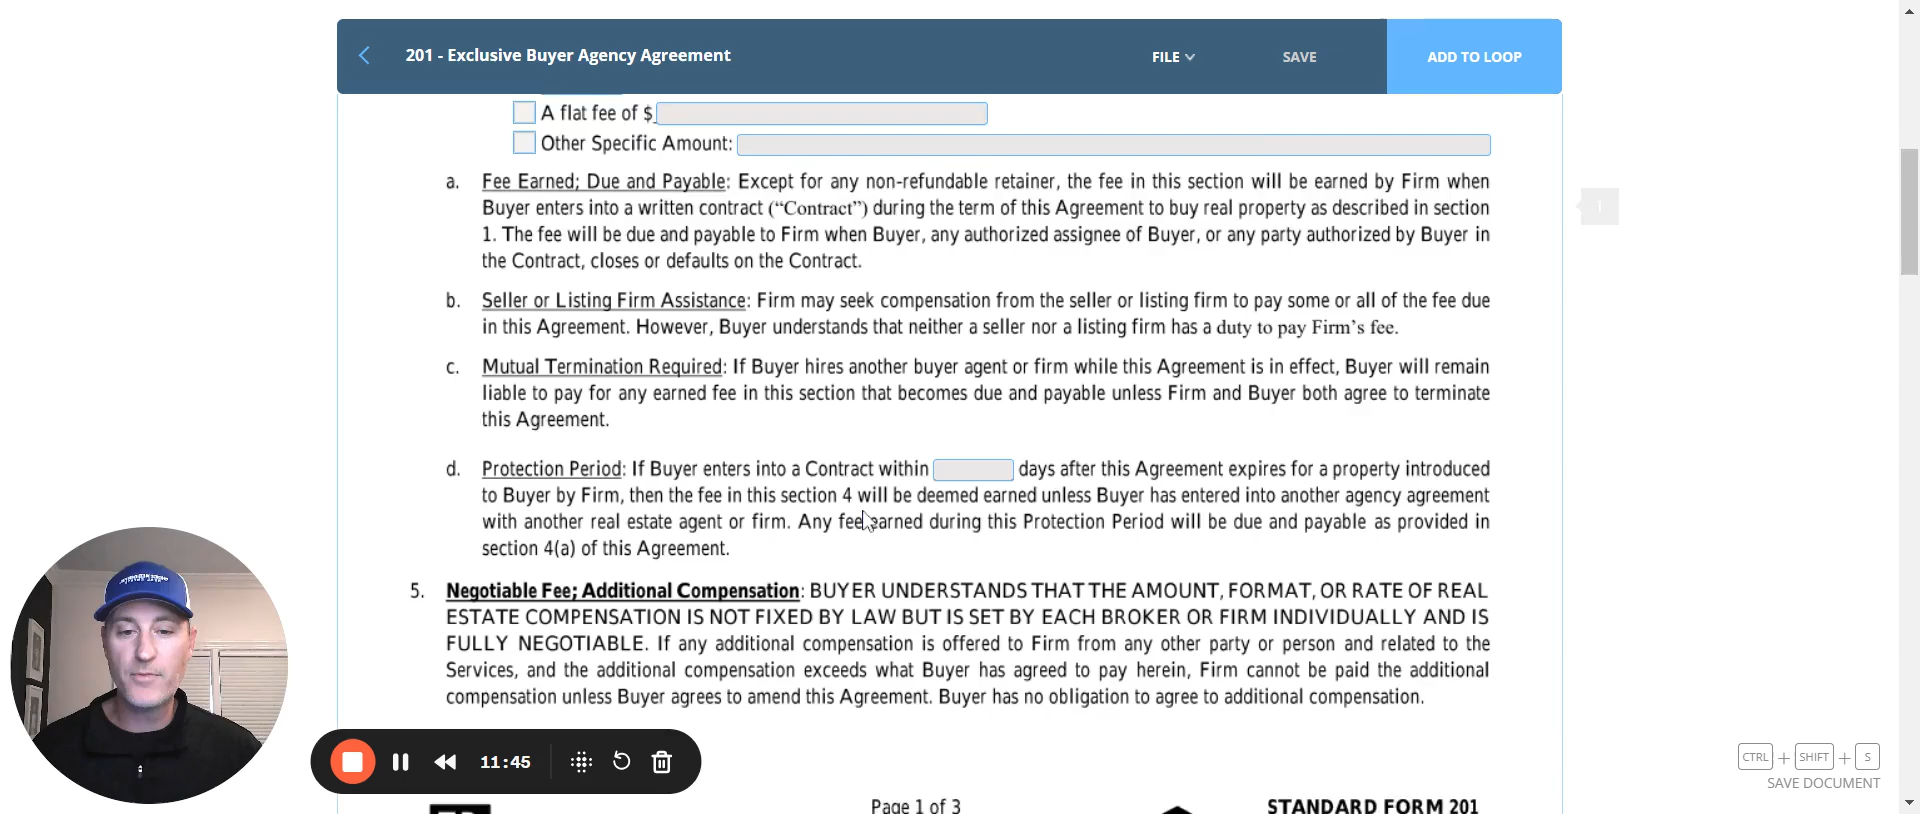 201 - Exclusive Buyer Agency Agreement
FILE
SAVE
ADD TO LOOP
A flat fee of $
Other Specific Amount:
a. Fee Earned; Due and Payable: Except for any non-refundable retainer, the fee in this section will be earned by Firm when
Buyer enters into a written contract (“Contract”) during the term of this Agreement to buy real property as described in section
1. The fee will be due and payable to Firm when Buyer, any authorized assignee of Buyer, or any party authorized by Buyer in
the Contract, closes or defaults on the Contract.
b. Seller or Listing Firm Assistance: Firm may seek compensation from the seller or listing firm to pay some or all of the fee due
in this Agreement. However, Buyer understands that neither a seller nor a listing firm has a duty to pay Firm’s fee.
c. Mutual Termination Required: If Buyer hires another buyer agent or firm while this Agreement is in effect, Buyer will remain
liable to pay for any earned fee in this section that becomes due and payable unless Firm and Buyer both agree to terminate
this Agreement.
d. Protection Period: If Buyer enters into a Contract within days after this Agreement expires for a property introduced
to Buyer by Firm, then the fee in this section 4 will be deemed earned unless Buyer has entered into another agency agreement
with another real estate agent or firm. Any fee earned during this Protection Period will be due and payable as provided in
section 4(a) of this Agreement.
5. Negotiable Fee; Additional Compensation: BUYER UNDERSTANDS THAT THE AMOUNT, FORMAT, OR RATE OF REAL
ESTATE COMPENSATION IS NOT FIXED BY LAW BUT IS SET BY EACH BROKER OR FIRM INDIVIDUALLY AND IS
FULLY NEGOTIABLE. If any additional compensation is offered to Firm from any other party or person and related to the
Services, and the additional compensation exceeds what Buyer has agreed to pay herein, Firm cannot be paid the additional
compensation unless Buyer agrees to amend this Agreement. Buyer has no obligation to agree to additional compensation.
11:45
CTRL + SHIFT + S
SAVE DOCUMENT
Page 1 of 3
STANDARD FORM 201